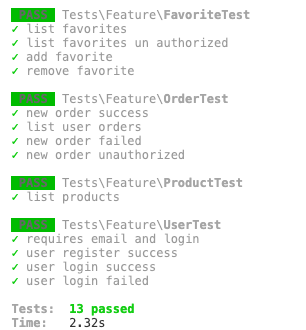 PASS Tests\Feature\FavoriteTest
✓ list favorites
✓ list favorites un authorized
✓ add favorite
✓ remove favorite
PASS Tests\Feature\OrderTest
✓ new order success
✓ list user orders
✓ new order failed
✓ new order unauthorized
PASS Tests\Feature\ProductTest
✓ list products
PASS Tests\Feature\UserTest
✓ requires email and login
✓ user register success
✓ user login success
✓ user login failed
Tests: 13 passed
Time: 2.32s